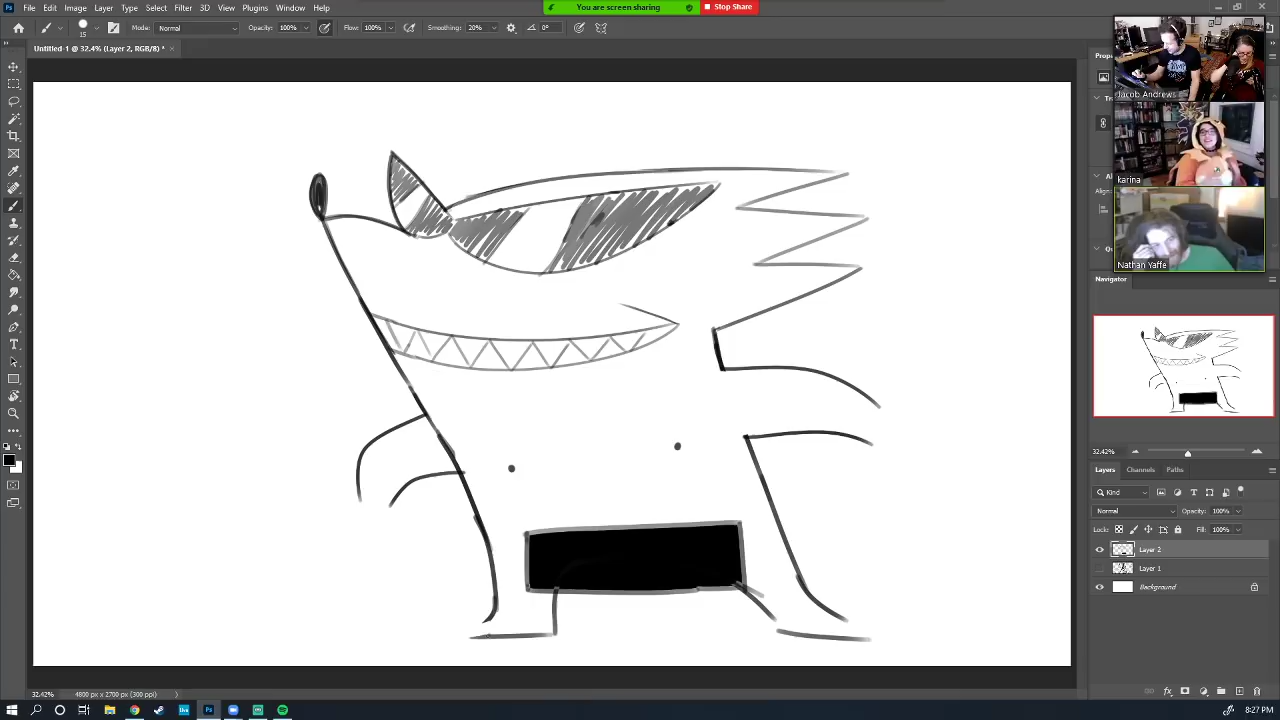 You are screen sharing
Stop Share
File Edit Image Layer Type Select Filter 3D View Plugins Window Help
15 Mode: Normal Opacity: 100% Flow: 100% Smoothing: 20% 0°
Untitled-1 @ 32.4% (Layer 2, RGB/8) *
Jacob Andrews
karina
Nathan Yaffe
Navigator
32.42%
Layers Channels Paths
Kind
Normal Opacity: 100%
Lock: Fill: 100%
Layer 2
Layer 1
Background
32.42% 4800 px x 2700 px (300 ppi)
8:27 PM